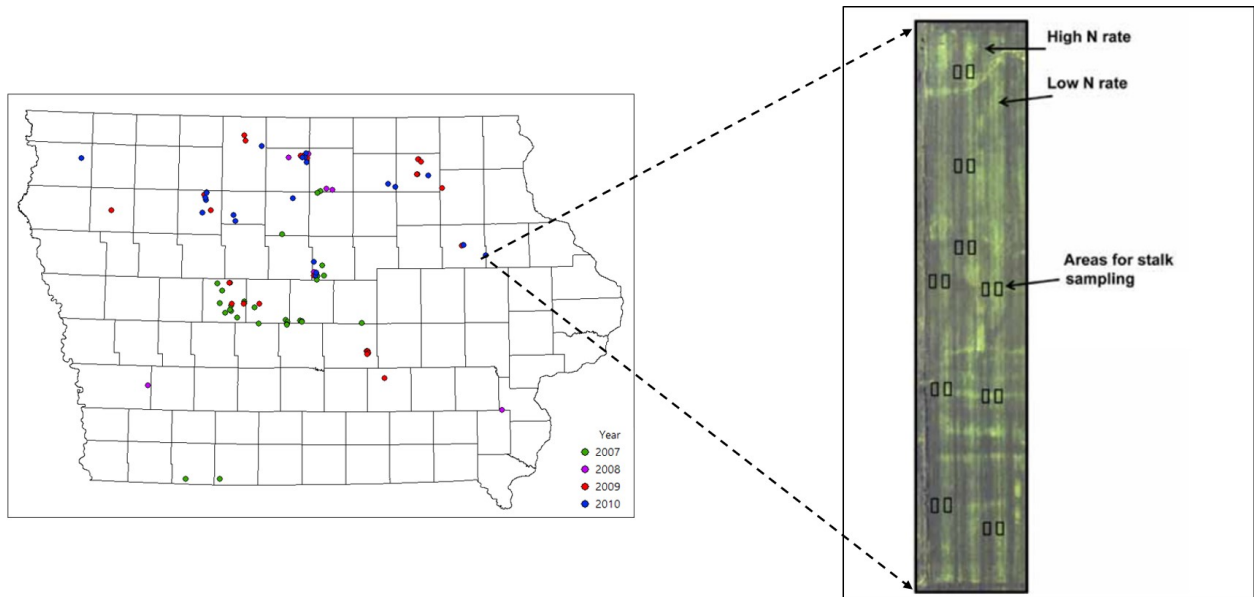 Year
2007
2008
2009
2010
High N rate
Low N rate
Areas for stalk
sampling